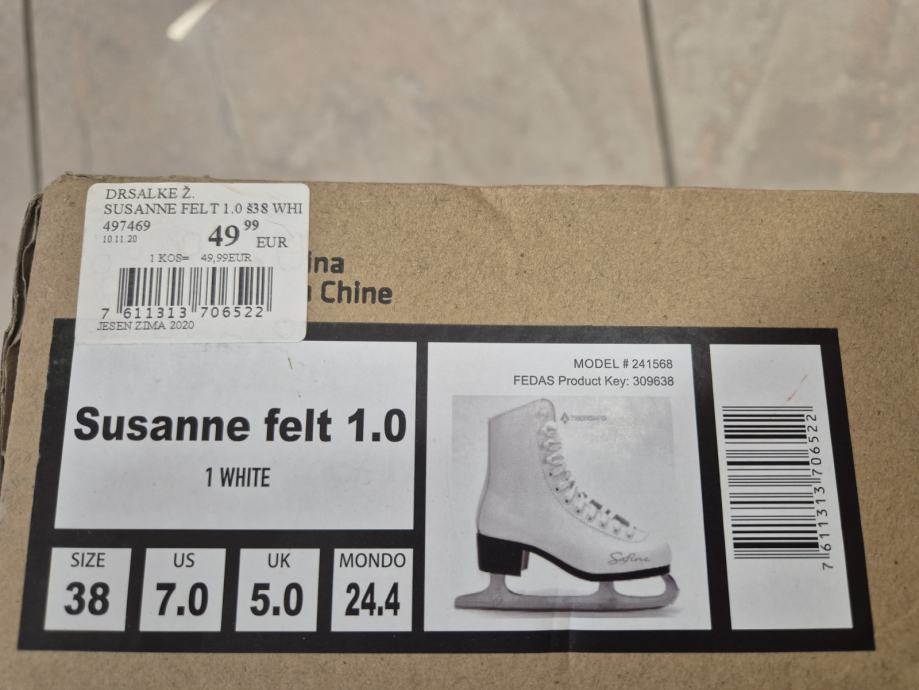 DRSALKE Ž.
SUSANNE FELT 1.0 š38 WHI
497469
49 99 EUR
10.11.20
1 KOS= 49,99EUR
7 611313 706522
JESEN ZIMA 2020
Chine
MODEL # 241568
FEDAS Product Key: 309638
Susanne felt 1.0
1 WHITE
SIZE US UK MONDO
38 7.0 5.0 24.4
7 611313 706522